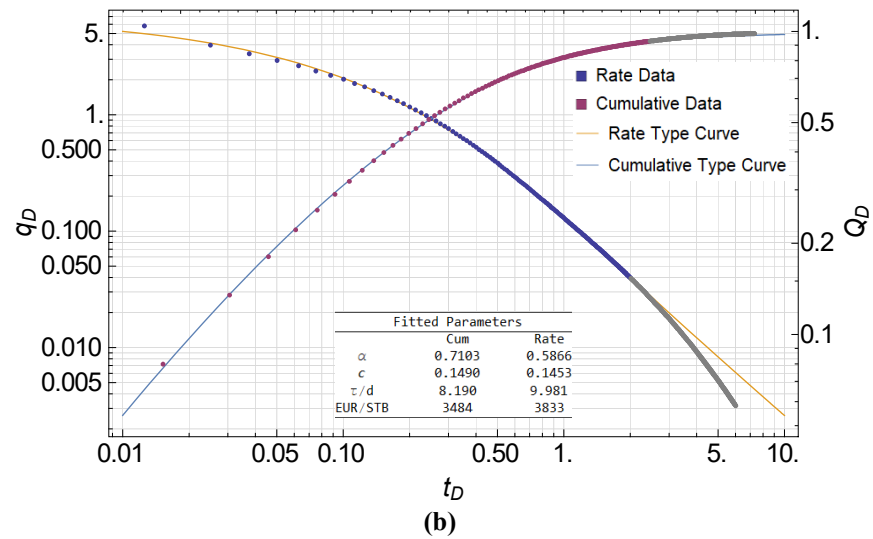 5.
1.
0.500
0.100
0.050
0.010
0.005
q_D
1.
0.5
0.2
0.1
Q_D
Rate Data
Cumulative Data
Rate Type Curve
Cumulative Type Curve
Fitted Parameters
Cum Rate
α 0.7103 0.5866
c 0.1490 0.1453
τ/d 8.190 9.981
EUR/STB 3484 3833
0.01 0.05 0.10 0.50 1. 5. 10.
t_D
(b)